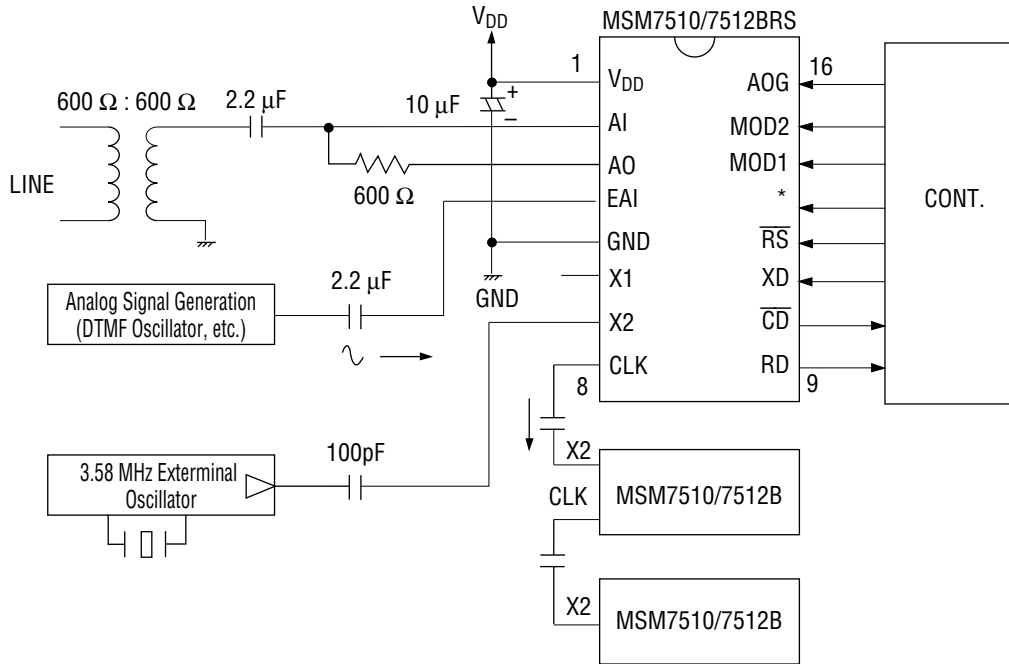 VDD
MSM7510/7512BRS
1
VDD
AOG
16
600 Ω : 600 Ω
2.2 μF
10 μF
+
–
AI
MOD2
AO
MOD1
600 Ω
LINE
EAI
*
CONT.
GND
RS
X1
XD
GND
2.2 μF
Analog Signal Generation
(DTMF Oscillator, etc.)
X2
CD
CLK
RD
8
9
100pF
3.58 MHz Exterminal
Oscillator
X2
MSM7510/7512B
CLK
X2
MSM7510/7512B